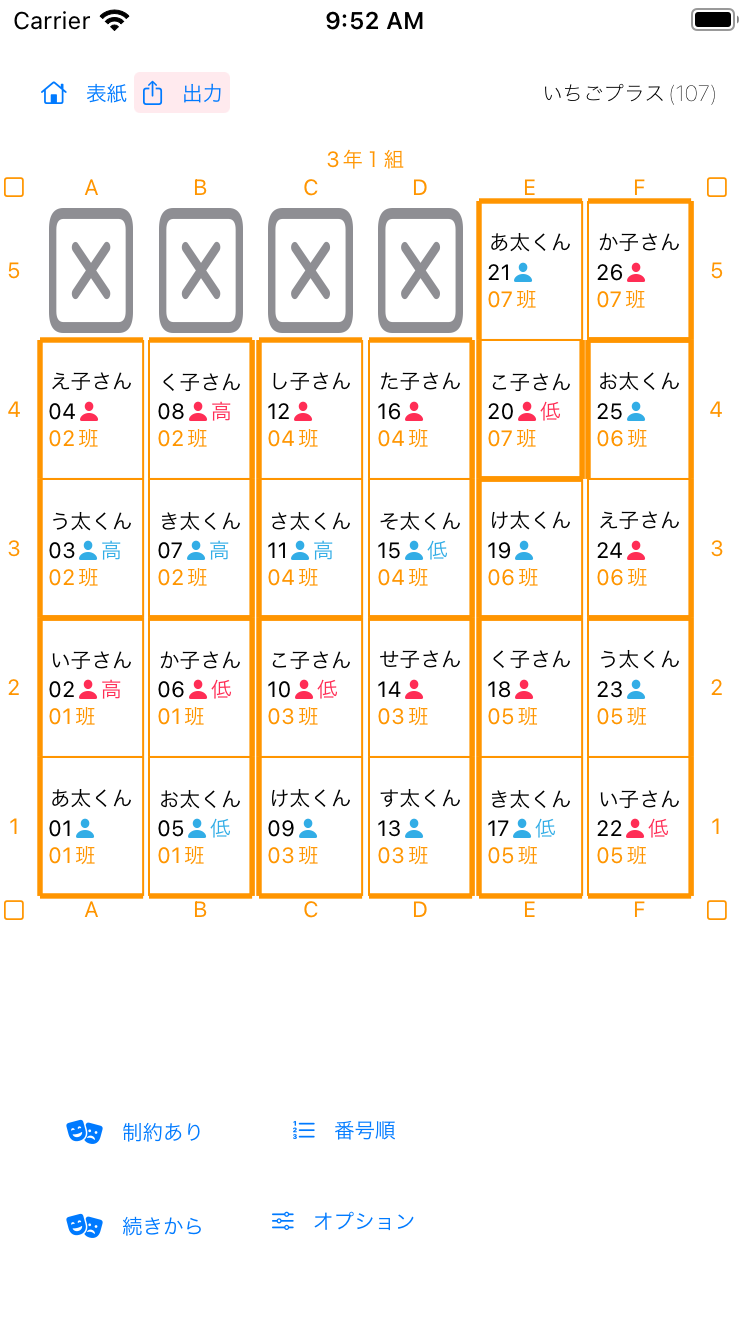 Carrier 9:52 AM
表紙 出力 いちごプラス(107)
3年1組
A B C D E F
5 X X X X あ太くん か子さん 5
21 26
07班 07班
え子さん く子さん し子さん た子さん こ子さん お太くん
4 04 08 高 12 16 20 低 25 4
02班 02班 04班 04班 07班 06班
う太くん き太くん さ太くん そ太くん け太くん え子さん
3 03 高 07 高 11 高 15 低 19 24 3
02班 02班 04班 04班 06班 06班
い子さん か子さん こ子さん せ子さん く子さん う太くん
2 02 高 06 低 10 低 14 18 23 2
01班 01班 03班 03班 05班 05班
あ太くん お太くん け太くん す太くん き太くん い子さん
1 01 05 低 09 13 17 低 22 低 1
01班 01班 03班 03班 05班 05班
A B C D E F
制約あり 番号順
続きから オプション